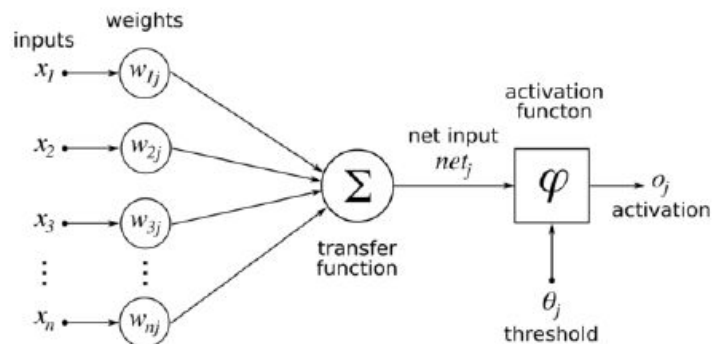 inputs
weights
x1
w1j
x2
w2j
x3
w3j
⋮
⋮
xn
wnj
Σ
transfer
function
net input
netj
activation
functon
φ
oj
activation
θj
threshold